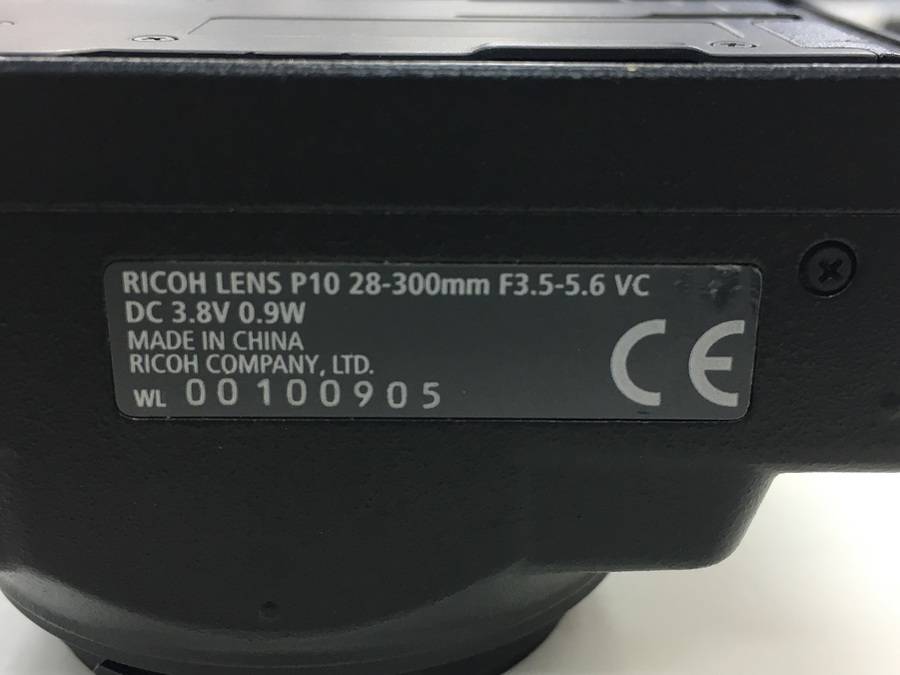 RICOH LENS P10 28-300mm F3.5-5.6 VC
DC 3.8V 0.9W
MADE IN CHINA
RICOH COMPANY, LTD.
WL 00100905
CE